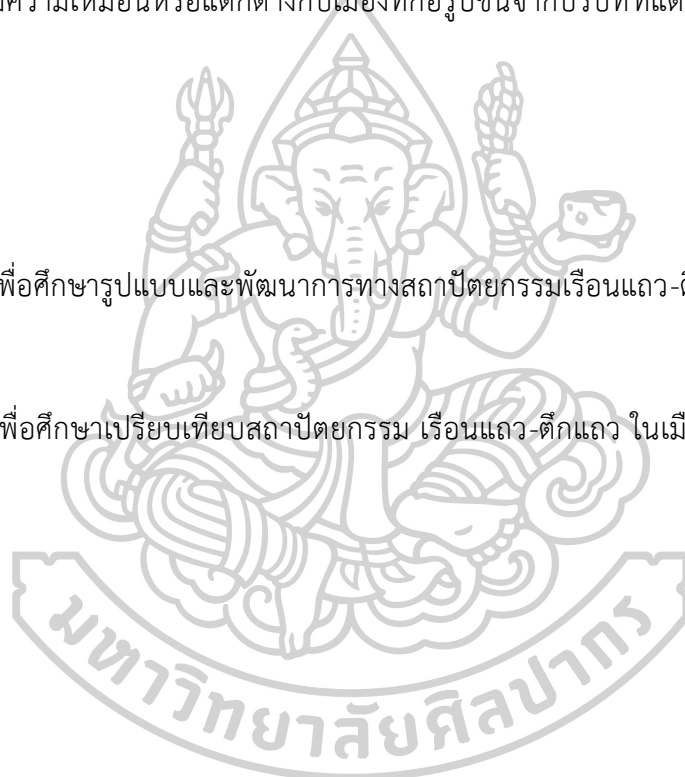 ความเหมือนหรือแตกต่างกับเมืองที่ก่อรูปขึ้นจากบริบทที่แต
พื่อศึกษารูปแบบและพัฒนาการทางสถาปัตยกรรมเรือนแถว-ตึ
พื่อศึกษาเปรียบเทียบสถาปัตยกรรม เรือนแถว-ตึกแถว ในเมื
มหาวิทยาลัยศิลปากร